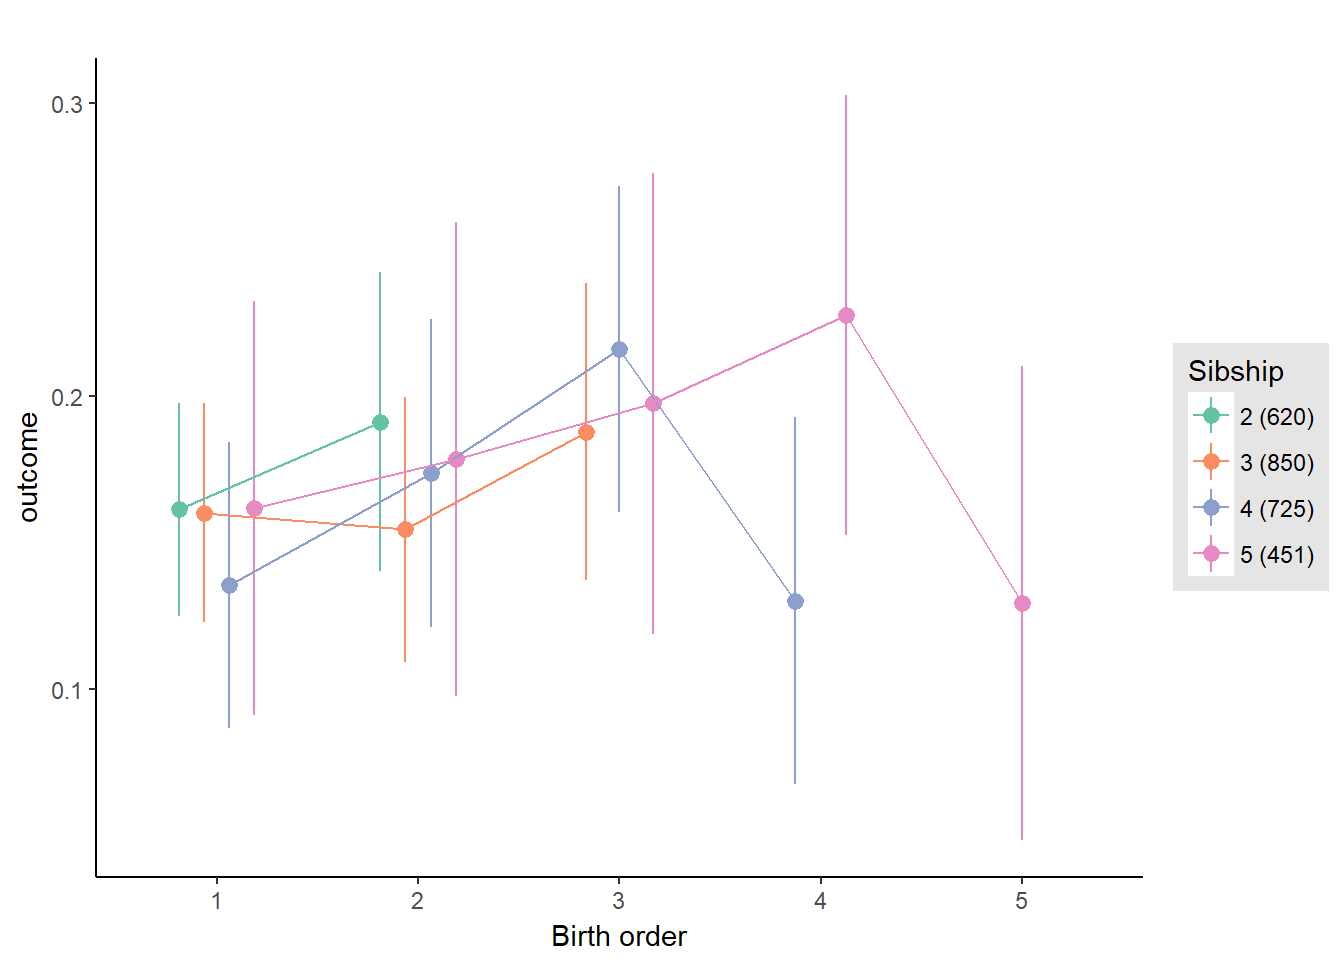 0.3
0.2
0.1
outcome
1 2 3 4 5
Birth order
Sibship
2 (620)
3 (850)
4 (725)
5 (451)